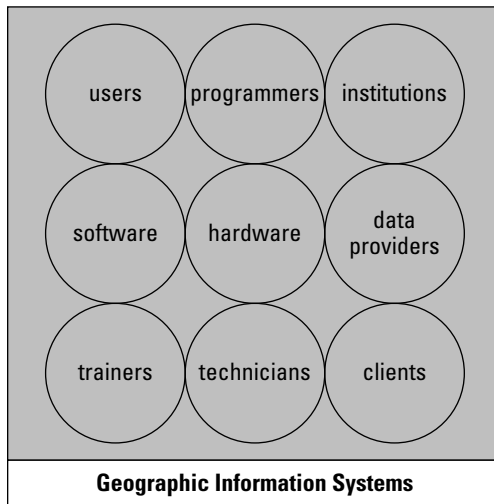 users programmers institutions
software hardware data
providers
trainers technicians clients
Geographic Information Systems